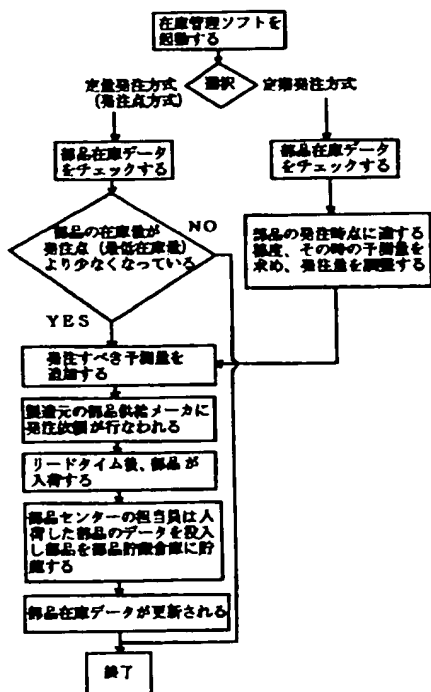 在庫管理ソフトを
起動する
選択
定量発注方式
(発注点方式)
定期発注方式
部品在庫データ
をチェックする
部品在庫データ
をチェックする
部品の在庫量が
発注点(最低在庫量)
より少なくなっている
NO
YES
部品の発注時点に達する
都度、その時の予測量を
求め、発注量を調整する
発注すべき予測量を
追加する
製造元の部品供給メーカに
発注依頼が行なわれる
リードタイム後、部品が
入荷する
部品センターの担当員は入
荷した部品のデータを投入
し部品を部品貯蔵倉庫に貯
蔵する
部品在庫データが更新される
終了